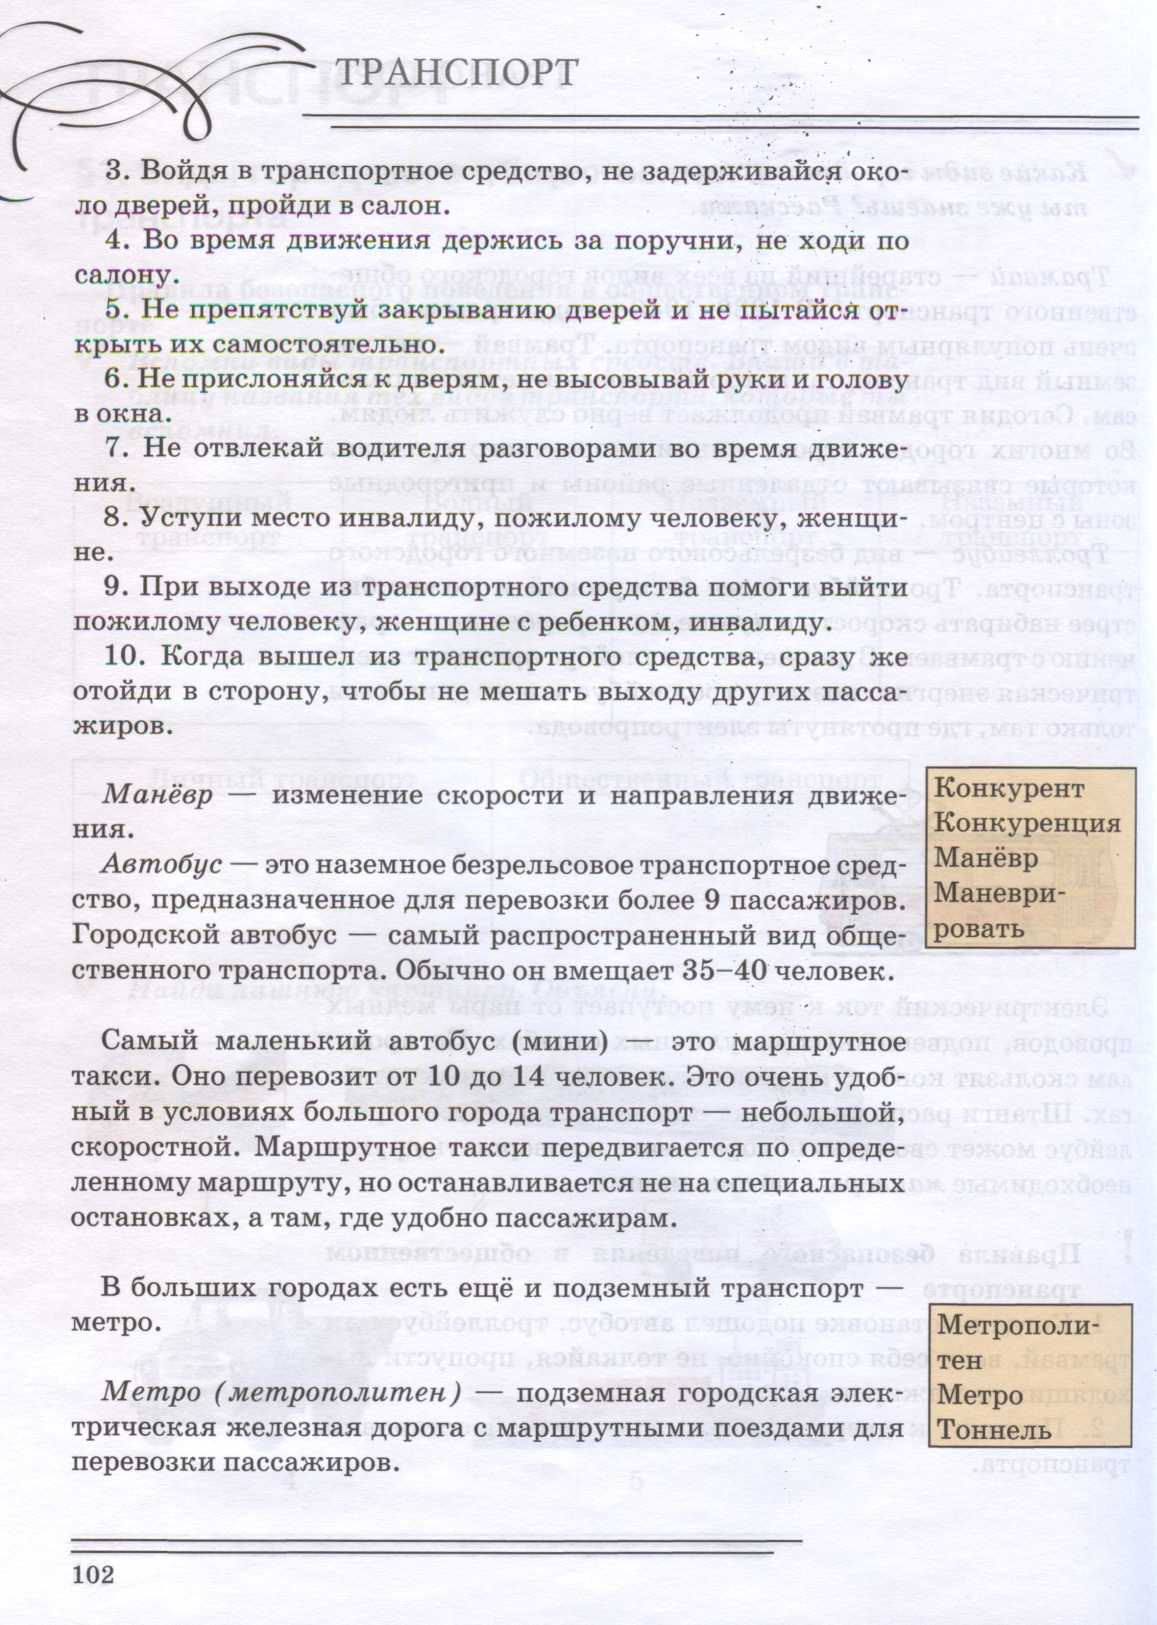 ТРАНСПОРТ
3. Войдя в транспортное средство, не задерживайся око-
ло дверей, пройди в салон.
4. Во время движения держись за поручни, не ходи по
салону.
5. Не препятствуй закрыванию дверей и не пытайся от-
крыть их самостоятельно.
6. Не прислоняйся к дверям, не высовывай руки и голову
в окна.
7. Не отвлекай водителя разговорами во время движе-
ния.
8. Уступи место инвалиду, пожилому человеку, женщи-
не.
9. При выходе из транспортного средства помоги выйти
пожилому человеку, женщине с ребенком, инвалиду.
10. Когда вышел из транспортного средства, сразу же
отойди в сторону, чтобы не мешать выходу других пасса-
жиров.
Манёвр — изменение скорости и направления движе-
ния.
Автобус — это наземное безрельсовое транспортное сред-
ство, предназначенное для перевозки более 9 пассажиров.
Городской автобус — самый распространенный вид обще-
ственного транспорта. Обычно он вмещает 35–40 человек.
Конкурент
Конкуренция
Манёвр
Маневри-
ровать
Самый маленький автобус (мини) — это маршрутное
такси. Оно перевозит от 10 до 14 человек. Это очень удоб-
ный в условиях большого города транспорт — небольшой,
скоростной. Маршрутное такси передвигается по опреде-
ленному маршруту, но останавливается не на специальных
остановках, а там, где удобно пассажирам.
В больших городах есть ещё и подземный транспорт —
метро.
Метро (метрополитен) — подземная городская элек-
трическая железная дорога с маршрутными поездами для
перевозки пассажиров.
Метрополи-
тен
Метро
Тоннель
102